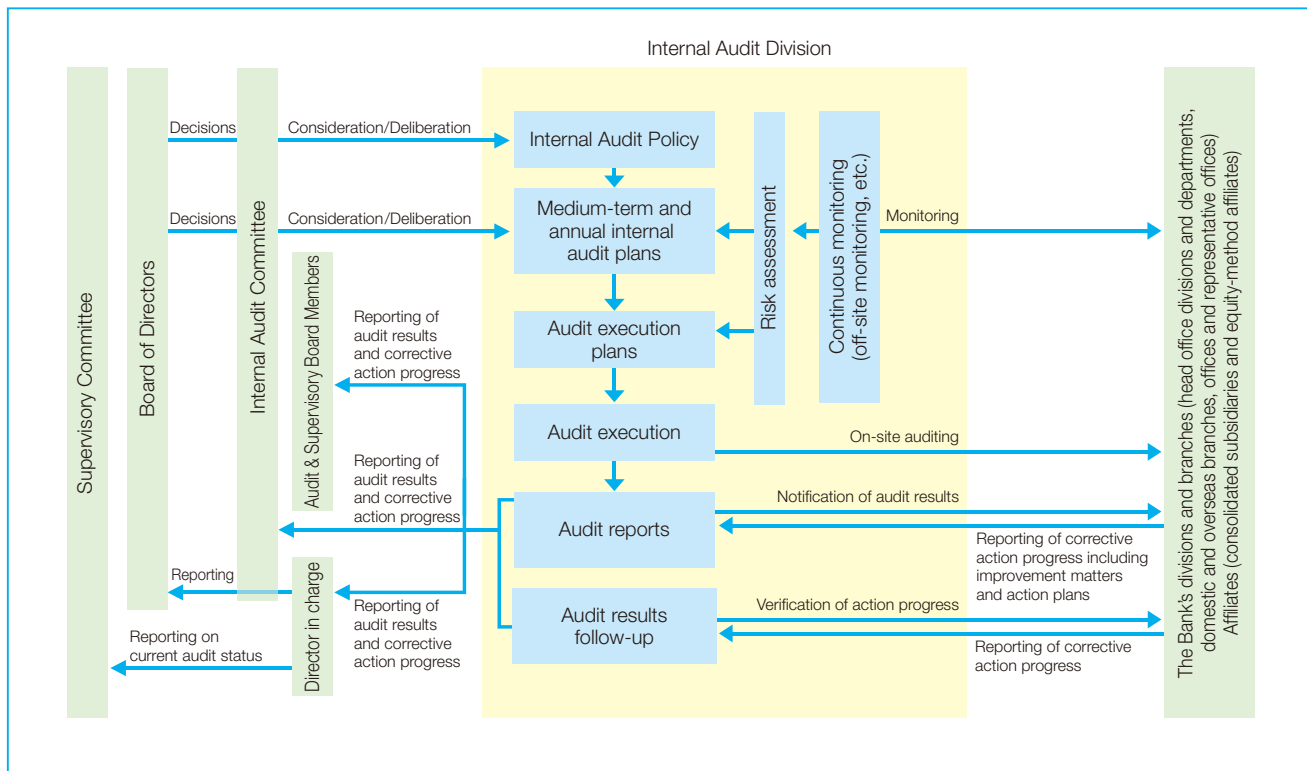 Internal Audit Division
Supervisory Committee
Board of Directors
Internal Audit Committee
Audit & Supervisory Board Members
Director in charge
Decisions
Consideration/Deliberation
Decisions
Consideration/Deliberation
Reporting of
audit results
and corrective
action progress
Reporting of
audit results
and corrective
action progress
Reporting
Reporting of
audit results
and corrective
action progress
Reporting on
current audit status
Internal Audit Policy
Medium-term and
annual internal
audit plans
Audit execution
plans
Audit execution
Audit reports
Audit results
follow-up
Risk assessment
Continuous monitoring
(off-site monitoring, etc.)
Monitoring
On-site auditing
Notification of audit results
Reporting of corrective
action progress including
improvement matters
and action plans
Verification of action progress
Reporting of corrective
action progress
The Bank's divisions and branches (head office divisions and departments,
domestic and overseas branches, offices and representative offices)
Affiliates (consolidated subsidiaries and equity-method affiliates)